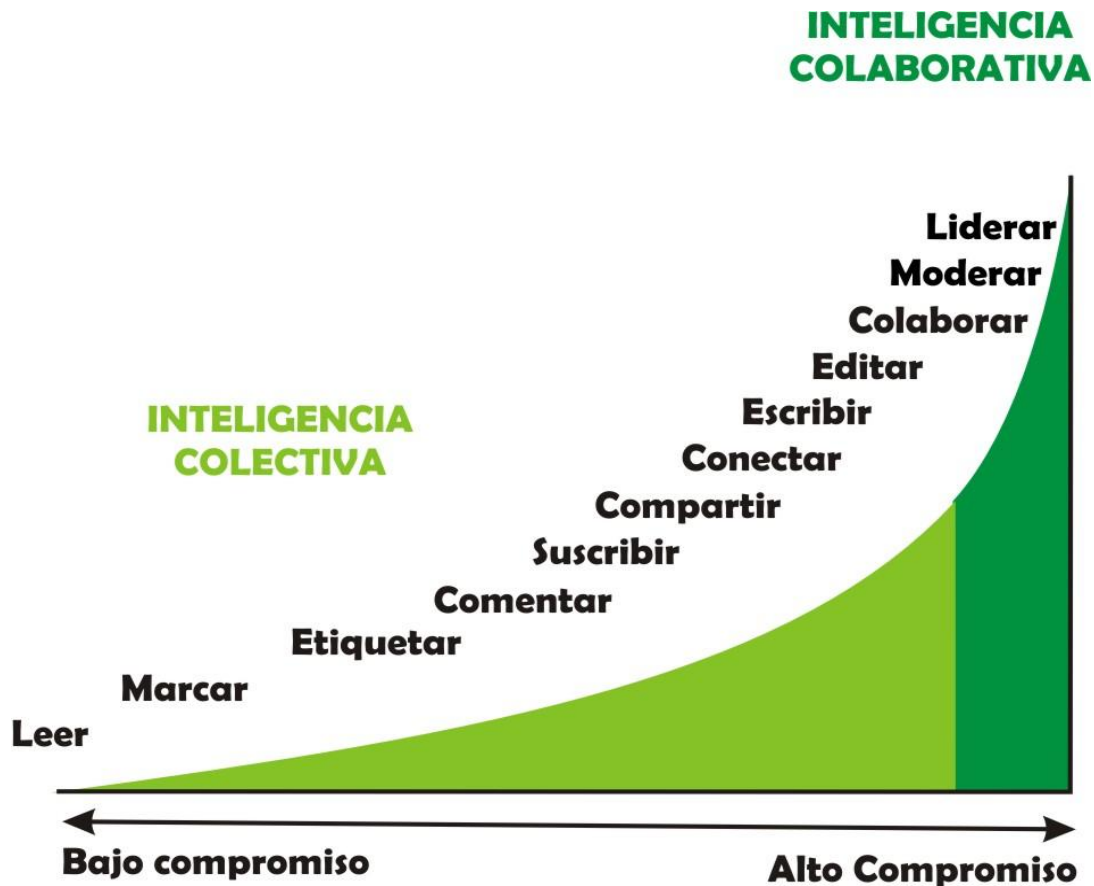 INTELIGENCIA
COLABORATIVA
Liderar
Moderar
Colaborar
Editar
Escribir
INTELIGENCIA
COLECTIVA
Conectar
Compartir
Suscribir
Comentar
Etiquetar
Marcar
Leer
Bajo compromiso
Alto Compromiso